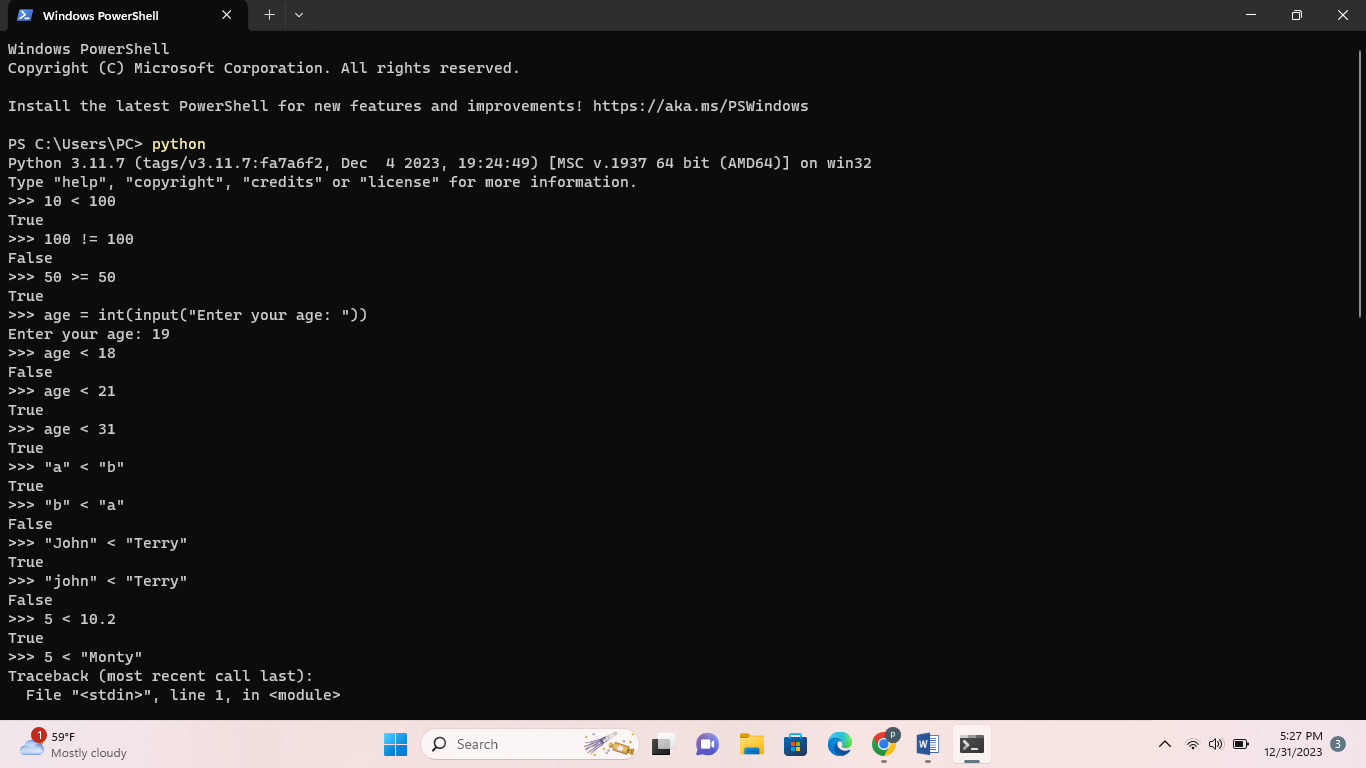 Windows PowerShell
Windows PowerShell
Copyright (C) Microsoft Corporation. All rights reserved.
Install the latest PowerShell for new features and improvements! https://aka.ms/PSWindows
PS C:\Users\PC> python
Python 3.11.7 (tags/v3.11.7:fa7a6f2, Dec  4 2023, 19:24:49) [MSC v.1937 64 bit (AMD64)] on win32
Type "help", "copyright", "credits" or "license" for more information.
>>> 10 < 100
True
>>> 100 != 100
False
>>> 50 >= 50
True
>>> age = int(input("Enter your age: "))
Enter your age: 19
>>> age < 18
False
>>> age < 21
True
>>> age < 31
True
>>> "a" < "b"
True
>>> "b" < "a"
False
>>> "John" < "Terry"
True
>>> "john" < "Terry"
False
>>> 5 < 10.2
True
>>> 5 < "Monty"
Traceback (most recent call last):
  File "<stdin>", line 1, in <module>
1
59°F
Mostly cloudy
Search
P
W
5:27 PM
12/31/2023
3